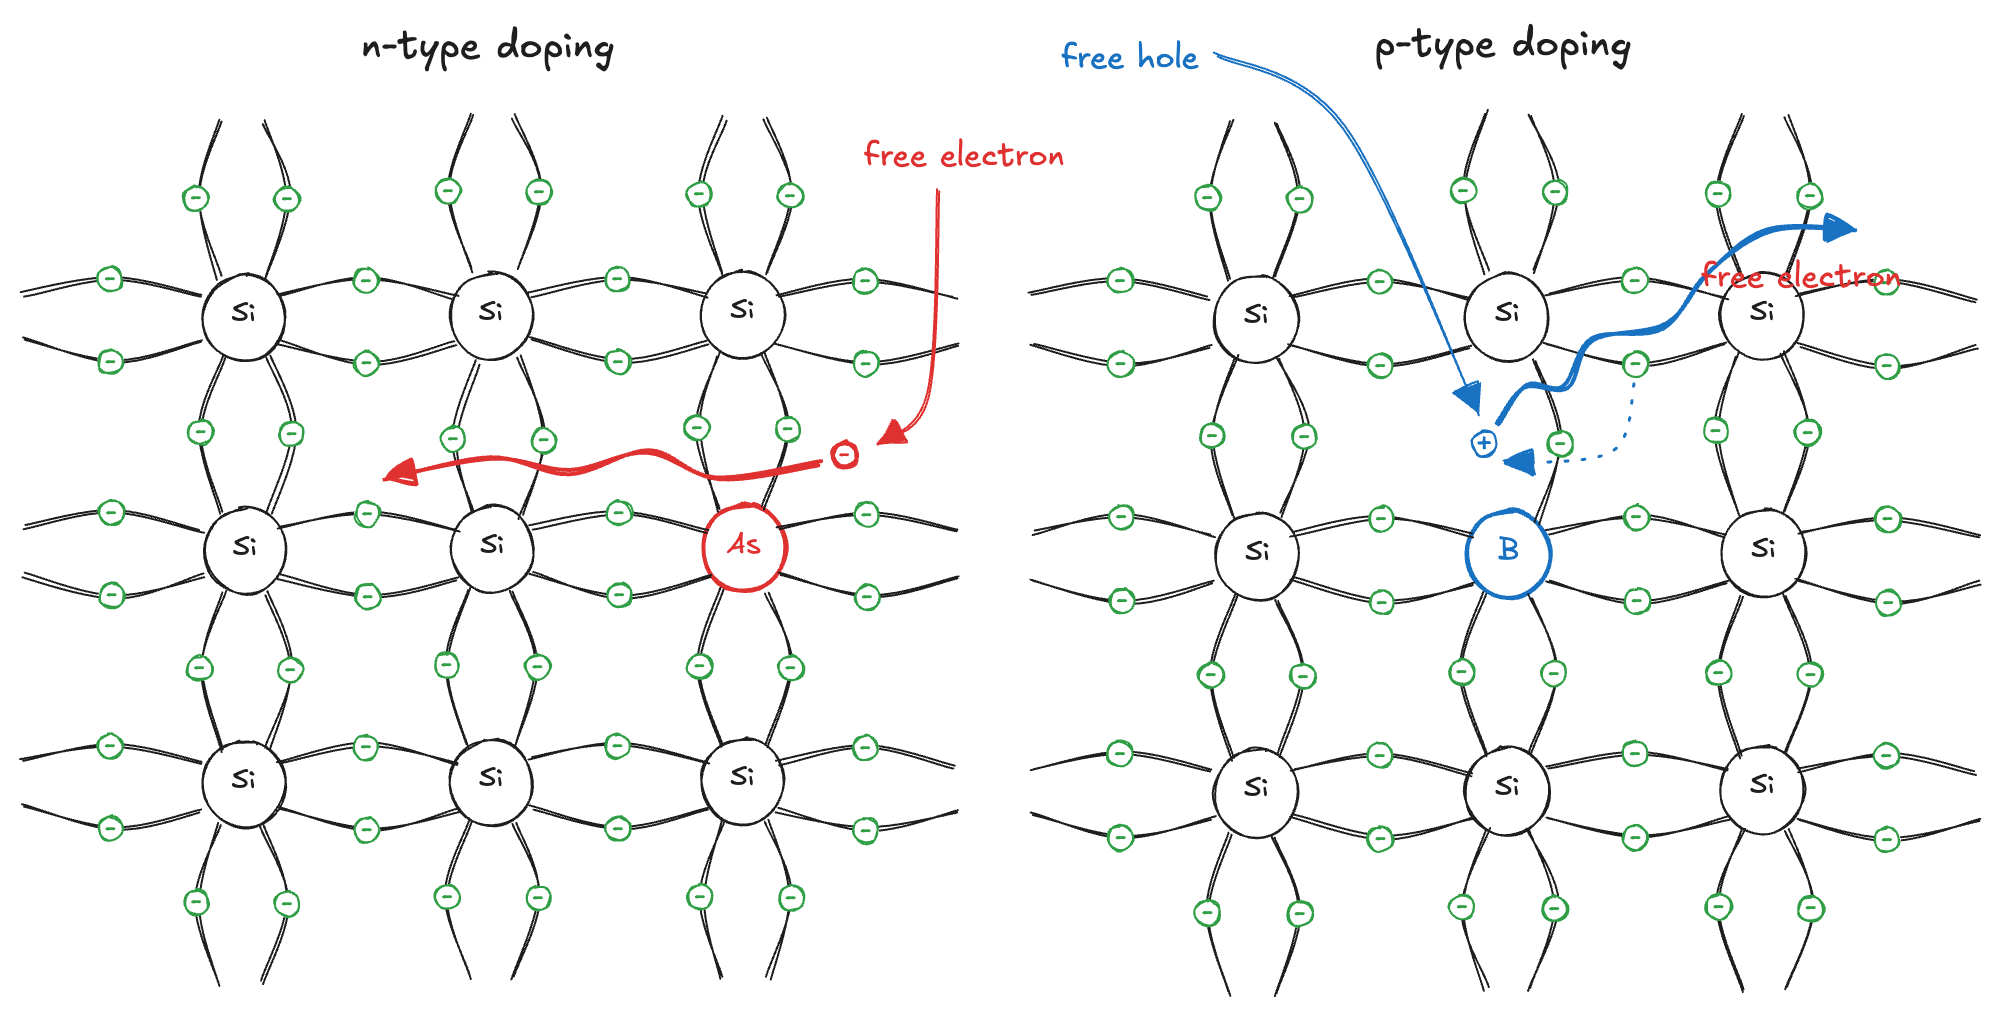 n-type doping
free electron
Si
Si
Si
Si
Si
As
Si
Si
Si
p-type doping
free hole
free electron
Si
Si
Si
Si
B
Si
Si
Si
Si